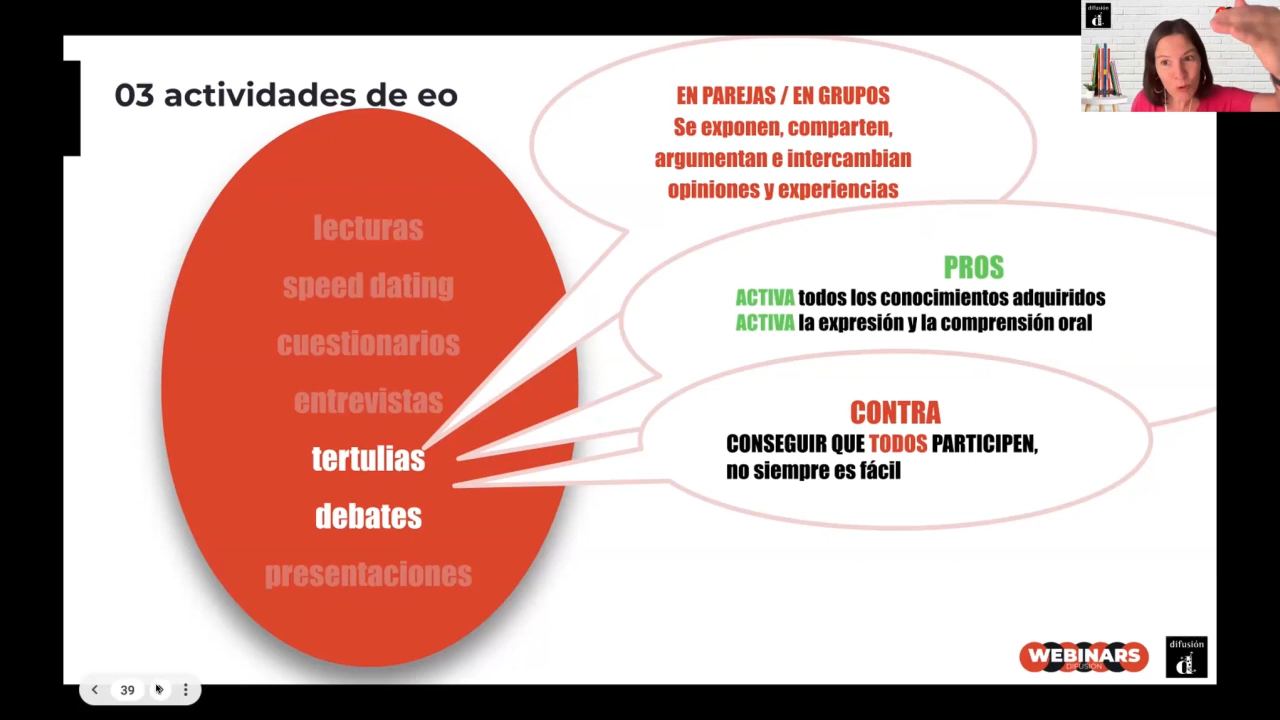 difusión
03 actividades de eo
EN PAREJAS / EN GRUPOS
Se exponen, comparten,
argumentan e intercambian
opiniones y experiencias
lecturas
speed dating
cuestionarios
entrevistas
tertulias
debates
presentaciones
PROS
ACTIVA todos los conocimientos adquiridos
ACTIVA la expresión y la comprensión oral
CONTRA
CONSEGUIR QUE TODOS PARTICIPEN,
no siempre es fácil
WEBINARS
DIFUSIÓN
difusión
d
39